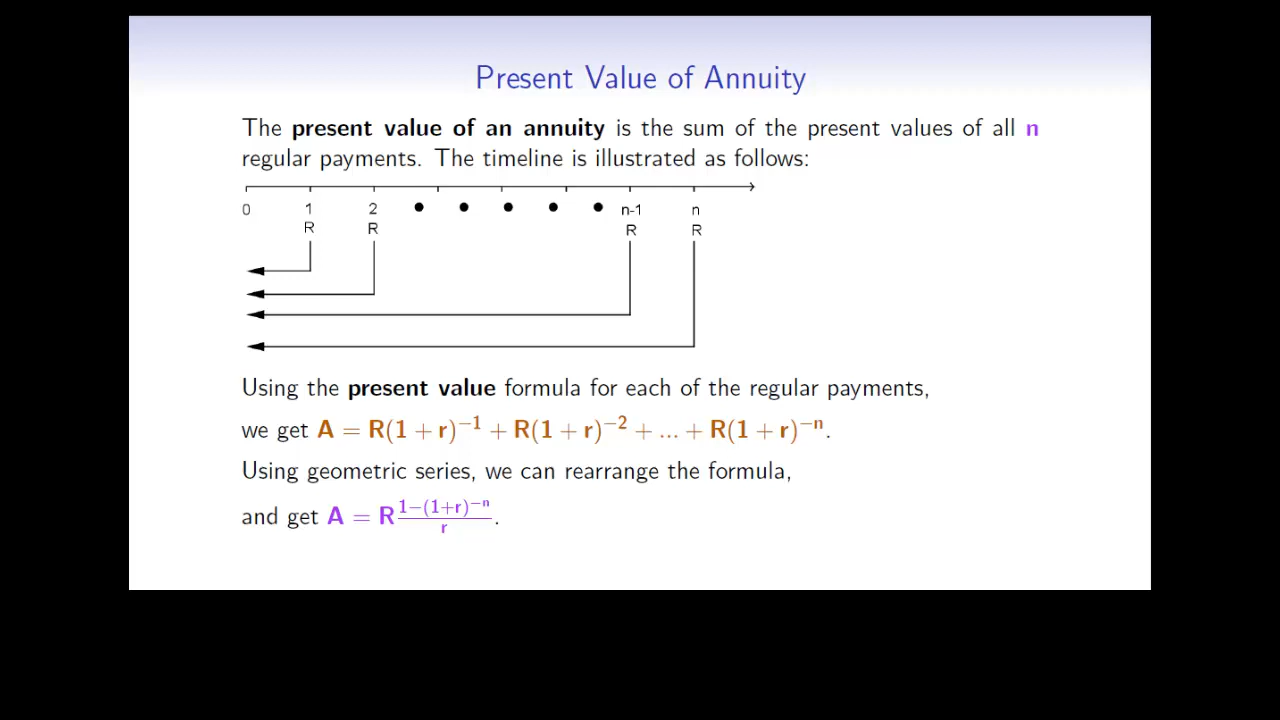 Present Value of Annuity
The present value of an annuity is the sum of the present values of all n
regular payments. The timeline is illustrated as follows:
0 1 2 n-1 n
R R R R
Using the present value formula for each of the regular payments,
we get A = R(1 + r)⁻¹ + R(1 + r)⁻² + ... + R(1 + r)⁻ⁿ.
Using geometric series, we can rearrange the formula,
and get A = R\frac{1−(1+r)⁻ⁿ}{r}.